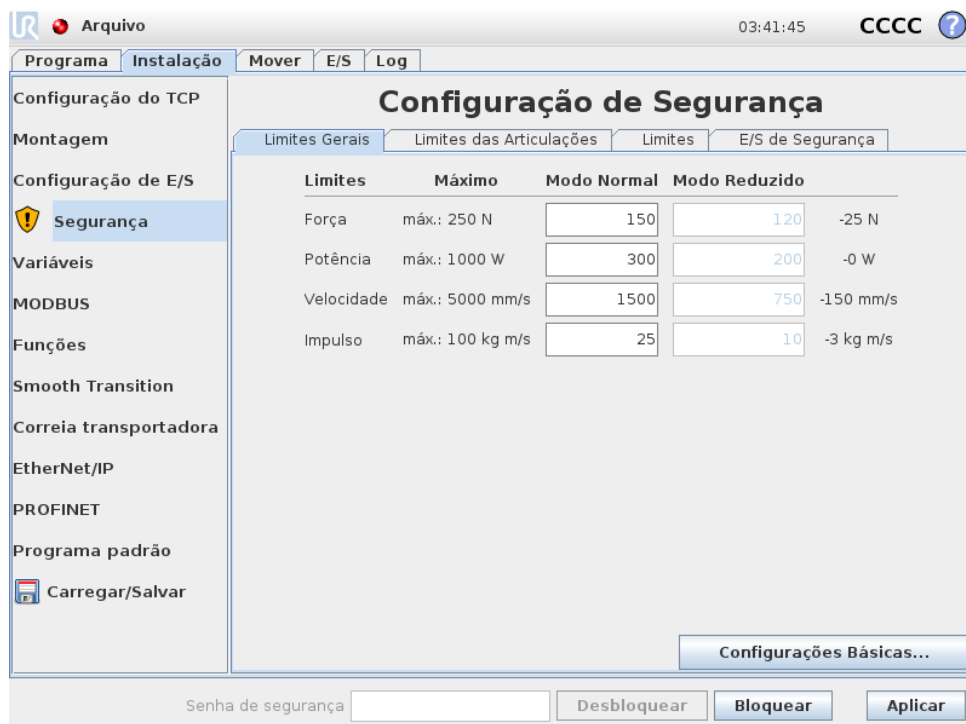 UR Arquivo 03:41:45 CCCC ?
Programa Instalação Mover E/S Log
Configuração do TCP
Montagem
Configuração de E/S
Segurança
Variáveis
MODBUS
Funções
Smooth Transition
Correia transportadora
EtherNet/IP
PROFINET
Programa padrão
Carregar/Salvar
Configuração de Segurança
Limites Gerais Limites das Articulações Limites E/S de Segurança
Limites Máximo Modo Normal Modo Reduzido
Força máx.: 250 N 150 120 -25 N
Potência máx.: 1000 W 300 200 -0 W
Velocidade máx.: 5000 mm/s 1500 750 -150 mm/s
Impulso máx.: 100 kg m/s 25 10 -3 kg m/s
Configurações Básicas...
Senha de segurança Desbloquear Bloquear Aplicar